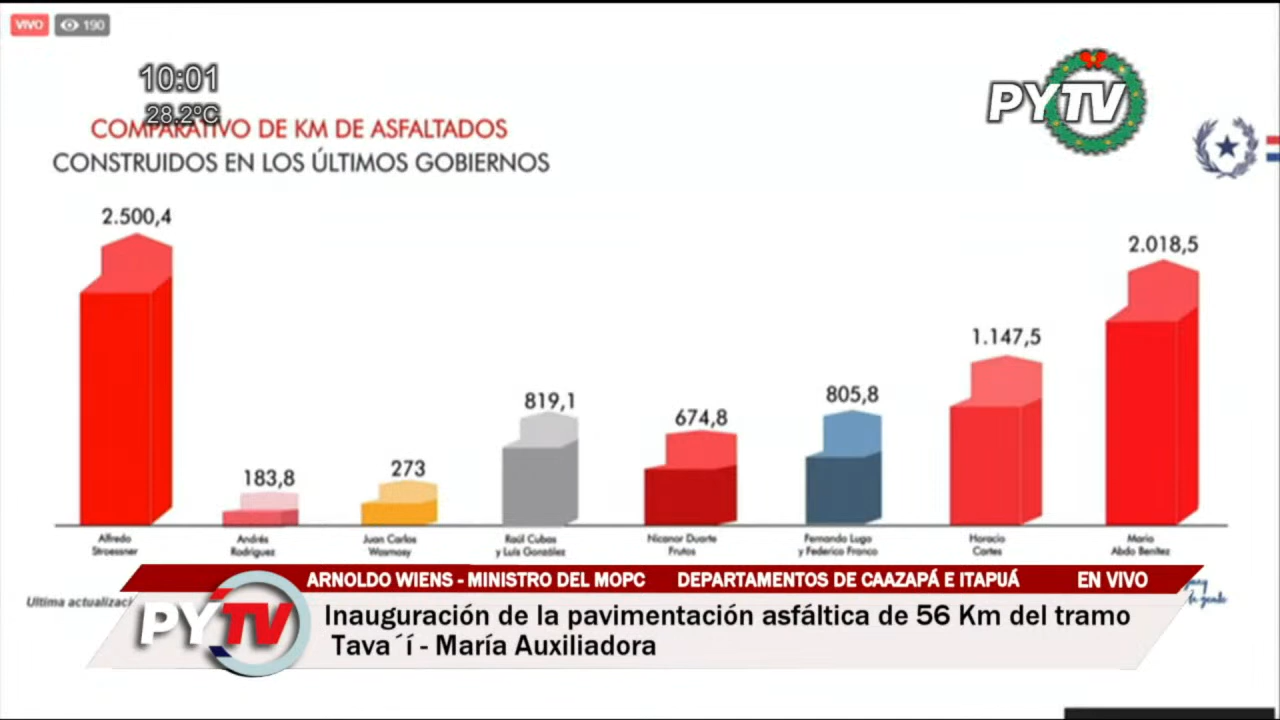 VIVO 190
10:01
28.2ºC
PYTV
COMPARATIVO DE KM DE ASFALTADOS
CONSTRUIDOS EN LOS ÚLTIMOS GOBIERNOS
2.500,4
183,8
273
819,1
674,8
805,8
1.147,5
2.018,5
Alfredo
Stroessner
Andrés
Rodríguez
Juan Carlos
Wasmosy
Raúl Cubas
y Luis González
Nicanor Duarte
Frutos
Fernando Lugo
y Federico Franco
Horacio
Cartes
Mario
Abdo Benítez
ARNOLDO WIENS - MINISTRO DEL MOPC DEPARTAMENTOS DE CAAZAPÁ E ITAPUÁ EN VIVO
Ultima
PYTV
Inauguración de la pavimentación asfáltica de 56 Km del tramo
Tava´í - María Auxiliadora